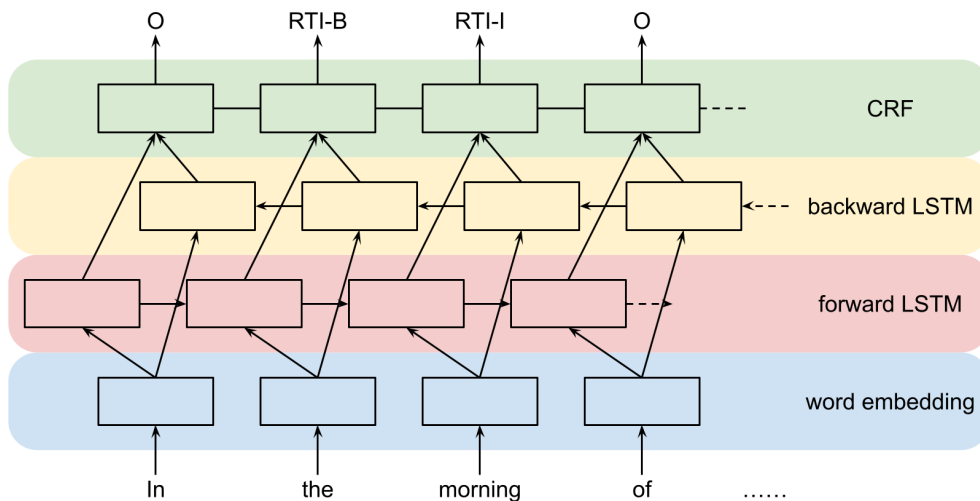 O RTI-B RTI-I O
CRF
backward LSTM
forward LSTM
word embedding
In the morning of ......